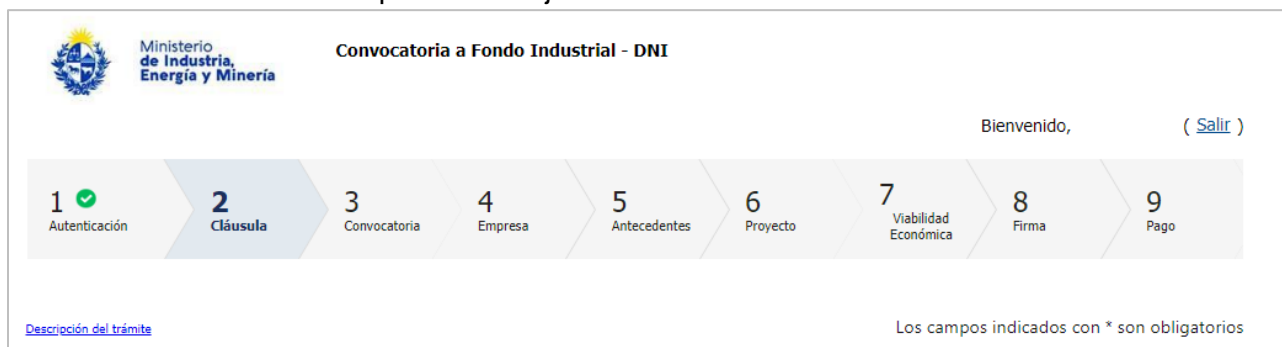 Ministerio
de Industria,
Energía y Minería
Convocatoria a Fondo Industrial - DNI
Bienvenido, ( Salir )
1 2 3 4 5 6 7 8 9
Autenticación Cláusula Convocatoria Empresa Antecedentes Proyecto Viabilidad Económica Firma Pago
Descripción del trámite Los campos indicados con * son obligatorios